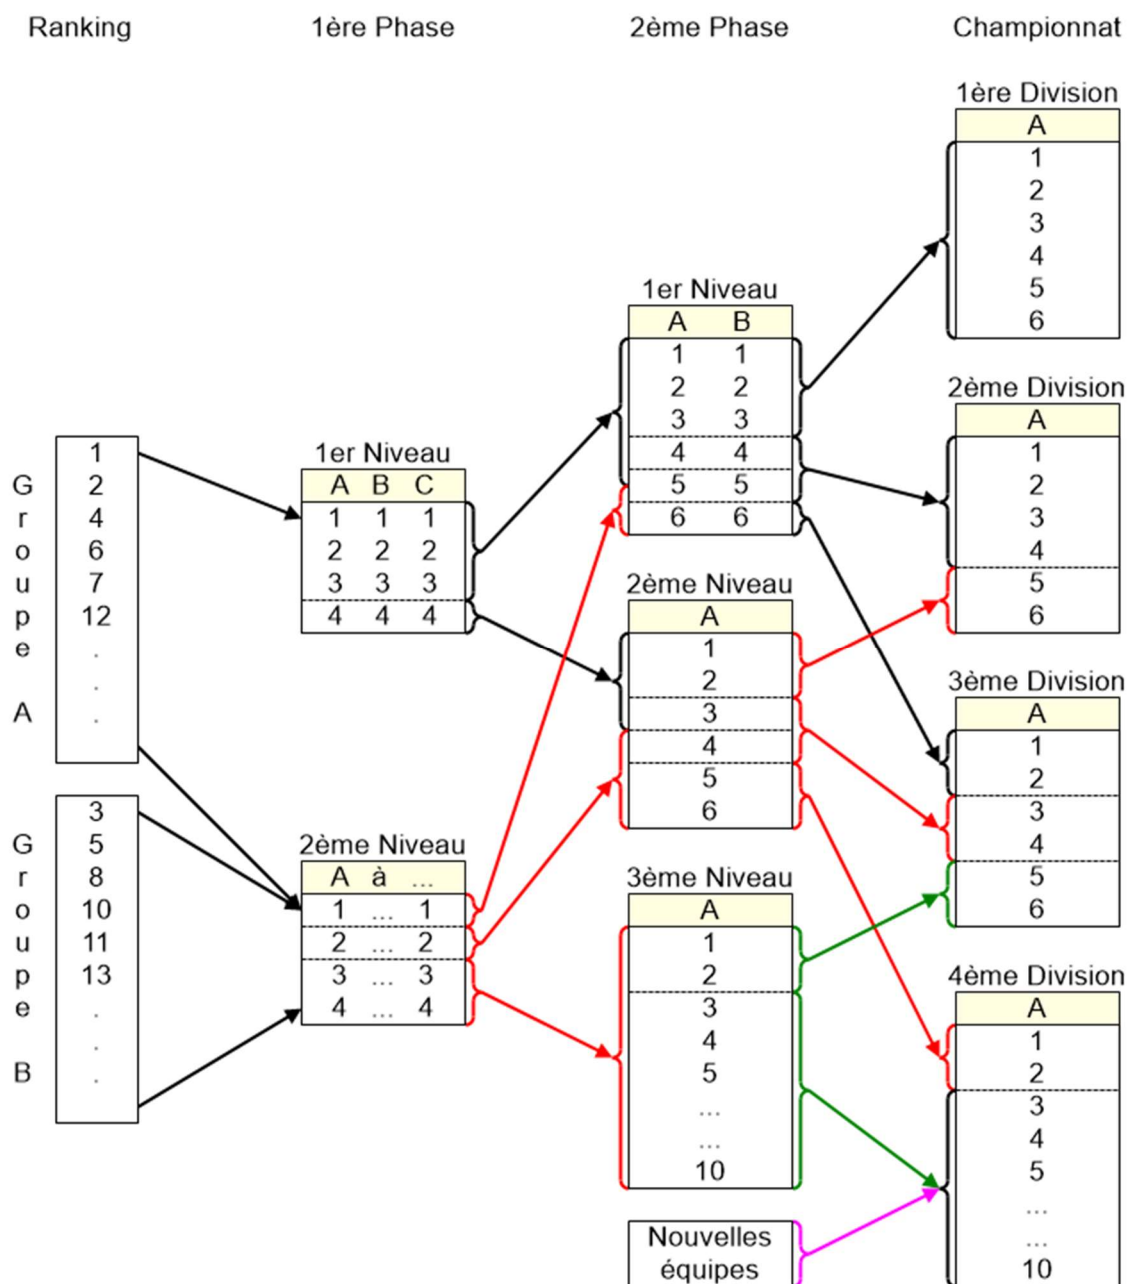 Ranking 1ère Phase 2ème Phase Championnat
Groupe A
1
2
4
6
7
12
.
.
.
Groupe B
3
5
8
10
11
13
.
.
.
1er Niveau
A B C
1 1 1
2 2 2
3 3 3
4 4 4
2ème Niveau
A à ...
1 ... 1
2 ... 2
3 ... 3
4 ... 4
1er Niveau
A B
1 1
2 2
3 3
4 4
5 5
6 6
2ème Niveau
A
1
2
3
4
5
6
3ème Niveau
A
1
2
3
4
5
...
...
10
Nouvelles
équipes
1ère Division
A
1
2
3
4
5
6
2ème Division
A
1
2
3
4
5
6
3ème Division
A
1
2
3
4
5
6
4ème Division
A
1
2
3
4
5
...
...
10